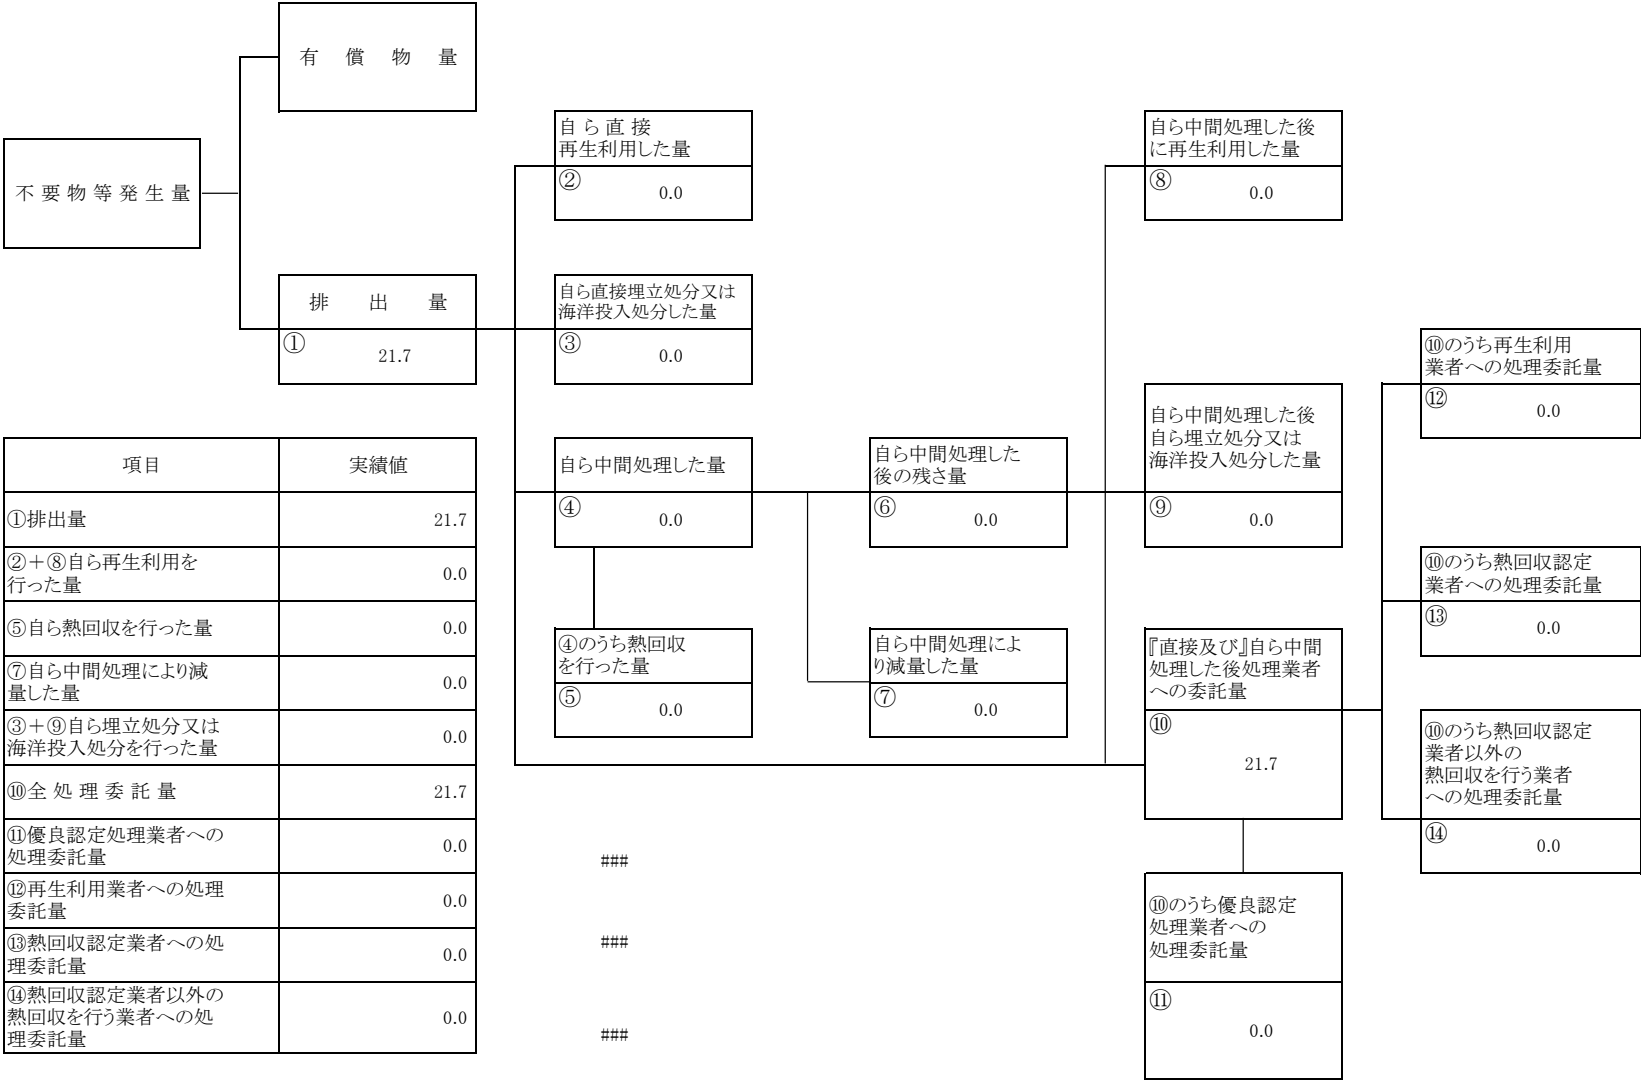 有償物量
不要物等発生量
排出量
①
21.7
自ら直接
再生利用した量
②
0.0
自ら直接埋立処分又は
海洋投入処分した量
③
0.0
自ら中間処理した量
④
0.0
④のうち熱回収
を行った量
⑤
0.0
自ら中間処理した
後の残さ量
⑥
0.0
自ら中間処理によ
り減量した量
⑦
0.0
自ら中間処理した後
に再生利用した量
⑧
0.0
自ら中間処理した後
自ら埋立処分又は
海洋投入処分した量
⑨
0.0
『直接及び』自ら中間
処理した後処理業者
への委託量
⑩
21.7
⑩のうち優良認定
処理業者への
処理委託量
⑪
0.0
⑩のうち再生利用
業者への処理委託量
⑫
0.0
⑩のうち熱回収認定
業者への処理委託量
⑬
0.0
⑩のうち熱回収認定
業者以外の
熱回収を行う業者
への処理委託量
⑭
0.0
項目 実績値
①排出量 21.7
②+⑧自ら再生利用を
行った量 0.0
⑤自ら熱回収を行った量 0.0
⑦自ら中間処理により減
量した量 0.0
③+⑨自ら埋立処分又は
海洋投入処分を行った量 0.0
⑩全処理委託量 21.7
⑪優良認定処理業者への
処理委託量 0.0
⑫再生利用業者への処理
委託量 0.0
⑬熱回収認定業者への処
理委託量 0.0
⑭熱回収認定業者以外の
熱回収を行う業者への処
理委託量 0.0
###
###
###